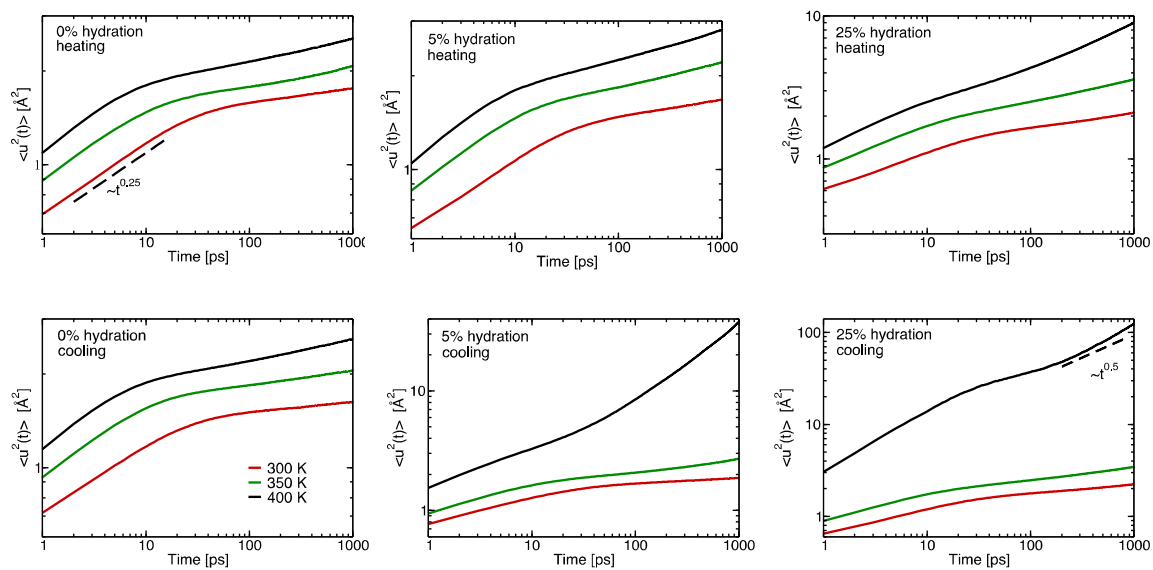 0% hydration
heating
<u²(t)> [Å²]
1
~t^0.25
1 10 100 1000
Time [ps]
5% hydration
heating
<u²(t)> [Å²]
1
1 10 100 1000
Time [ps]
25% hydration
heating
<u²(t)> [Å²]
10
1
1 10 100 1000
Time [ps]
0% hydration
cooling
<u²(t)> [Å²]
1
300 K
350 K
400 K
1 10 100 1000
Time [ps]
5% hydration
cooling
<u²(t)> [Å²]
10
1
1 10 100 1000
Time [ps]
25% hydration
cooling
<u²(t)> [Å²]
100
10
1
~t^0.5
1 10 100 1000
Time [ps]